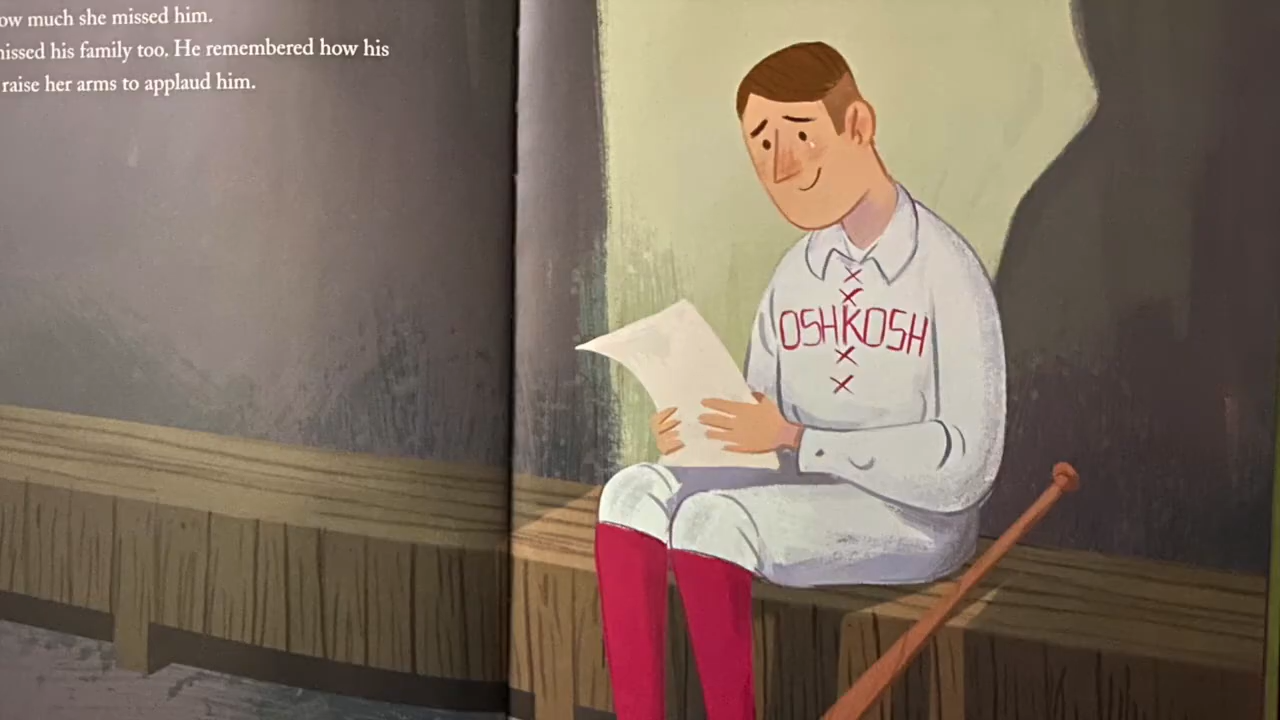 ow much she missed him.
nissed his family too. He remembered how his
raise her arms to applaud him.
OSHKOSH